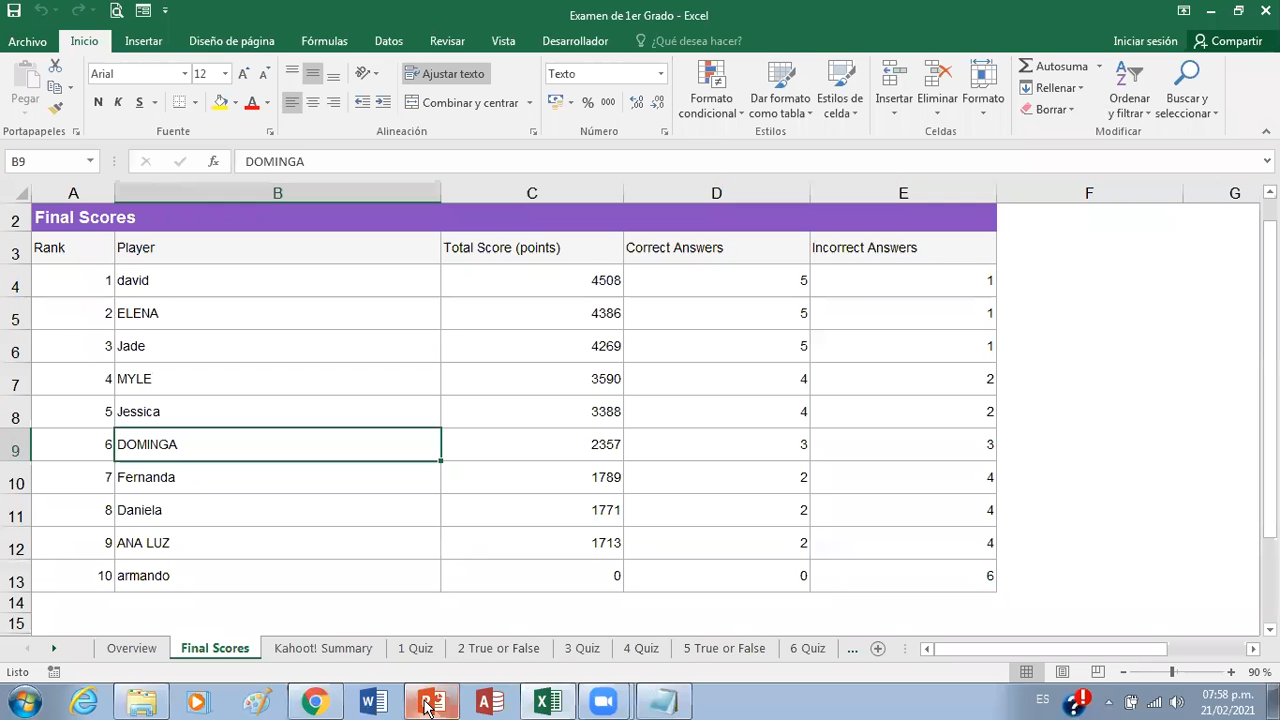 Examen de 1er Grado - Excel
Archivo Inicio Insertar Diseño de página Fórmulas Datos Revisar Vista Desarrollador ¿Qué desea hacer? Iniciar sesión Compartir
Pegar
Arial 12
Ajustar texto
Texto
Formato condicional
Dar formato como tabla
Estilos de celda
Insertar Eliminar Formato
Autosuma
Rellenar
Borrar
Ordenar y filtrar
Buscar y seleccionar
N K S
Combinar y centrar
% 000
Portapapeles Fuente Alineación Número Estilos Celdas Modificar
B9 fx DOMINGA
A B C D E F G
2 Final Scores
3 Rank Player Total Score (points) Correct Answers Incorrect Answers
4 1 david 4508 5 1
5 2 ELENA 4386 5 1
6 3 Jade 4269 5 1
7 4 MYLE 3590 4 2
8 5 Jessica 3388 4 2
9 6 DOMINGA 2357 3 3
10 7 Fernanda 1789 2 4
11 8 Daniela 1771 2 4
12 9 ANA LUZ 1713 2 4
13 10 armando 0 0 6
14
15
Overview Final Scores Kahoot! Summary 1 Quiz 2 True or False 3 Quiz 4 Quiz 5 True or False 6 Quiz ...
Listo 90 %
ES 07:58 p.m.
21/02/2021